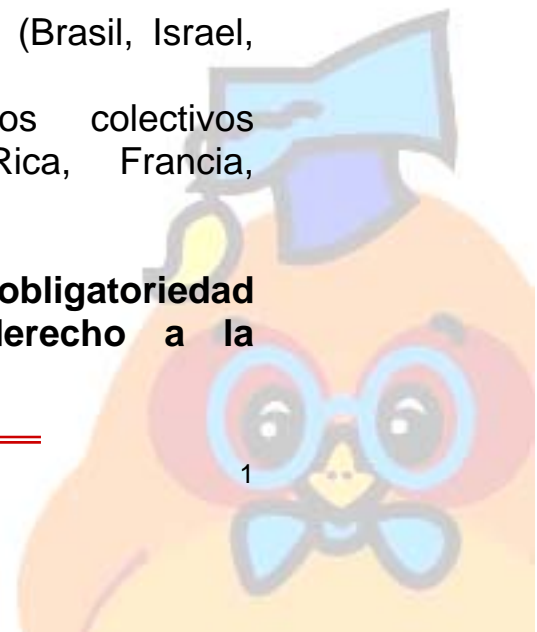 (Brasil, Israel,
os colectivos
Rica, Francia,
obligatoriedad
derecho a la
1